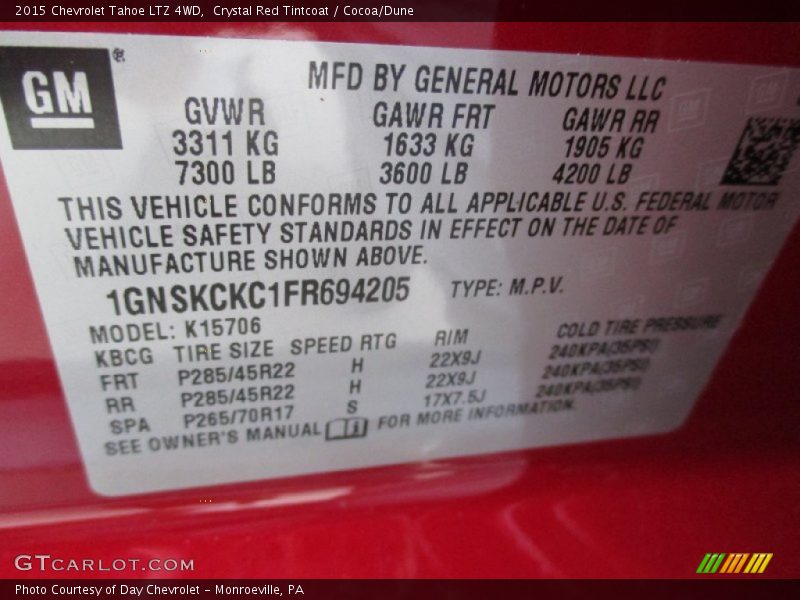 2015 Chevrolet Tahoe LTZ 4WD, Crystal Red Tintcoat / Cocoa/Dune
GM ®
MFD BY GENERAL MOTORS LLC
GVWR GAWR FRT GAWR RR
3311 KG 1633 KG 1905 KG
7300 LB 3600 LB 4200 LB
THIS VEHICLE CONFORMS TO ALL APPLICABLE U.S. FEDERAL MOTOR
VEHICLE SAFETY STANDARDS IN EFFECT ON THE DATE OF
MANUFACTURE SHOWN ABOVE.
1GNSKCKC1FR694205 TYPE: M.P.V.
MODEL: K15706
KBCG TIRE SIZE SPEED RTG RIM COLD TIRE PRESSURE
FRT P285/45R22 H 22X9J 240KPA(35PSI)
RR P285/45R22 H 22X9J 240KPA(35PSI)
SPA P265/70R17 S 17X7.5J 240KPA(35PSI)
SEE OWNER'S MANUAL FOR MORE INFORMATION.
GTCARLOT.COM
Photo Courtesy of Day Chevrolet - Monroeville, PA